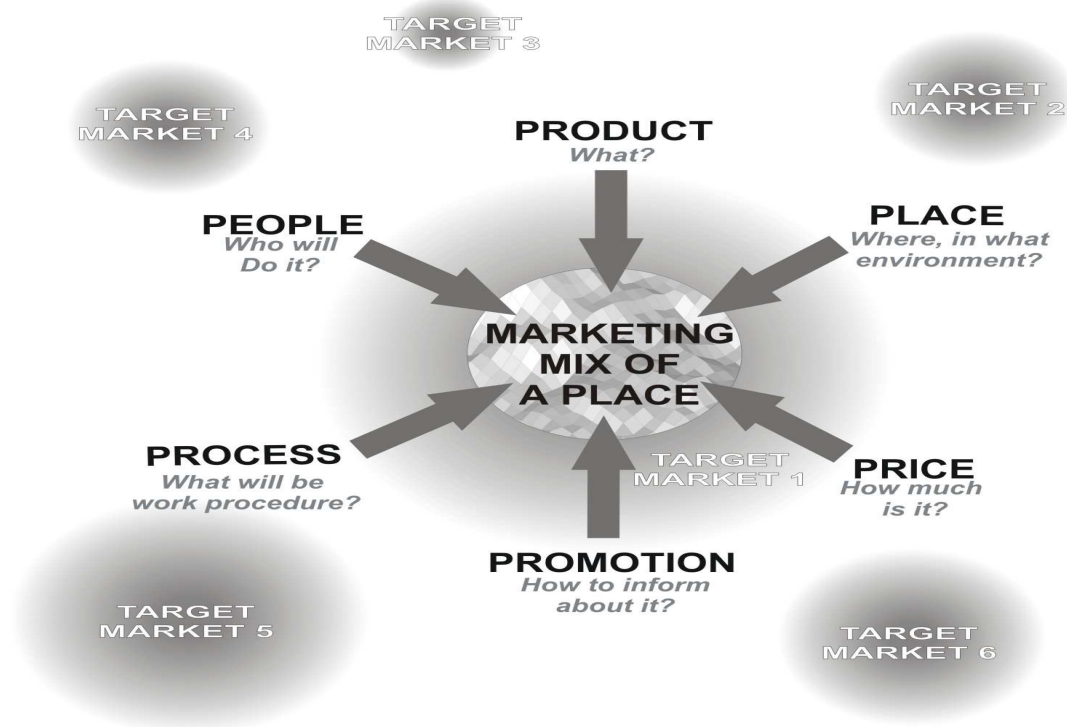 TARGET
MARKET 3
TARGET
MARKET 2
TARGET
MARKET 4
PRODUCT
What?
PEOPLE
Who will
Do it?
PLACE
Where, in what
environment?
MARKETING
MIX OF
A PLACE
PROCESS
What will be
work procedure?
TARGET
MARKET 1
PRICE
How much
is it?
PROMOTION
How to inform
about it?
TARGET
MARKET 5
TARGET
MARKET 6